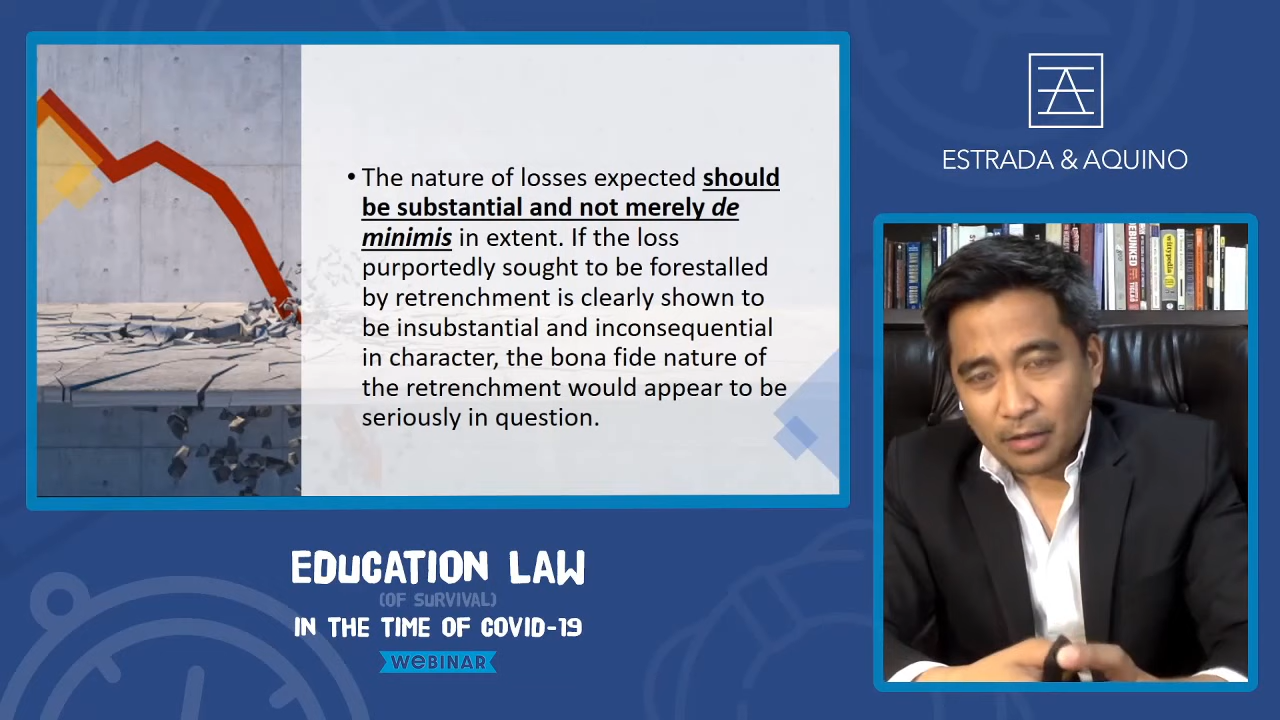 • The nature of losses expected should
be substantial and not merely de
minimis in extent. If the loss
purportedly sought to be forestalled
by retrenchment is clearly shown to
be insubstantial and inconsequential
in character, the bona fide nature of
the retrenchment would appear to be
seriously in question.
ESTRADA & AQUINO
DEBUNKED
EDUCATION LAW
(OF SURVIVAL)
IN THE TIME OF COVID-19
WEBINAR